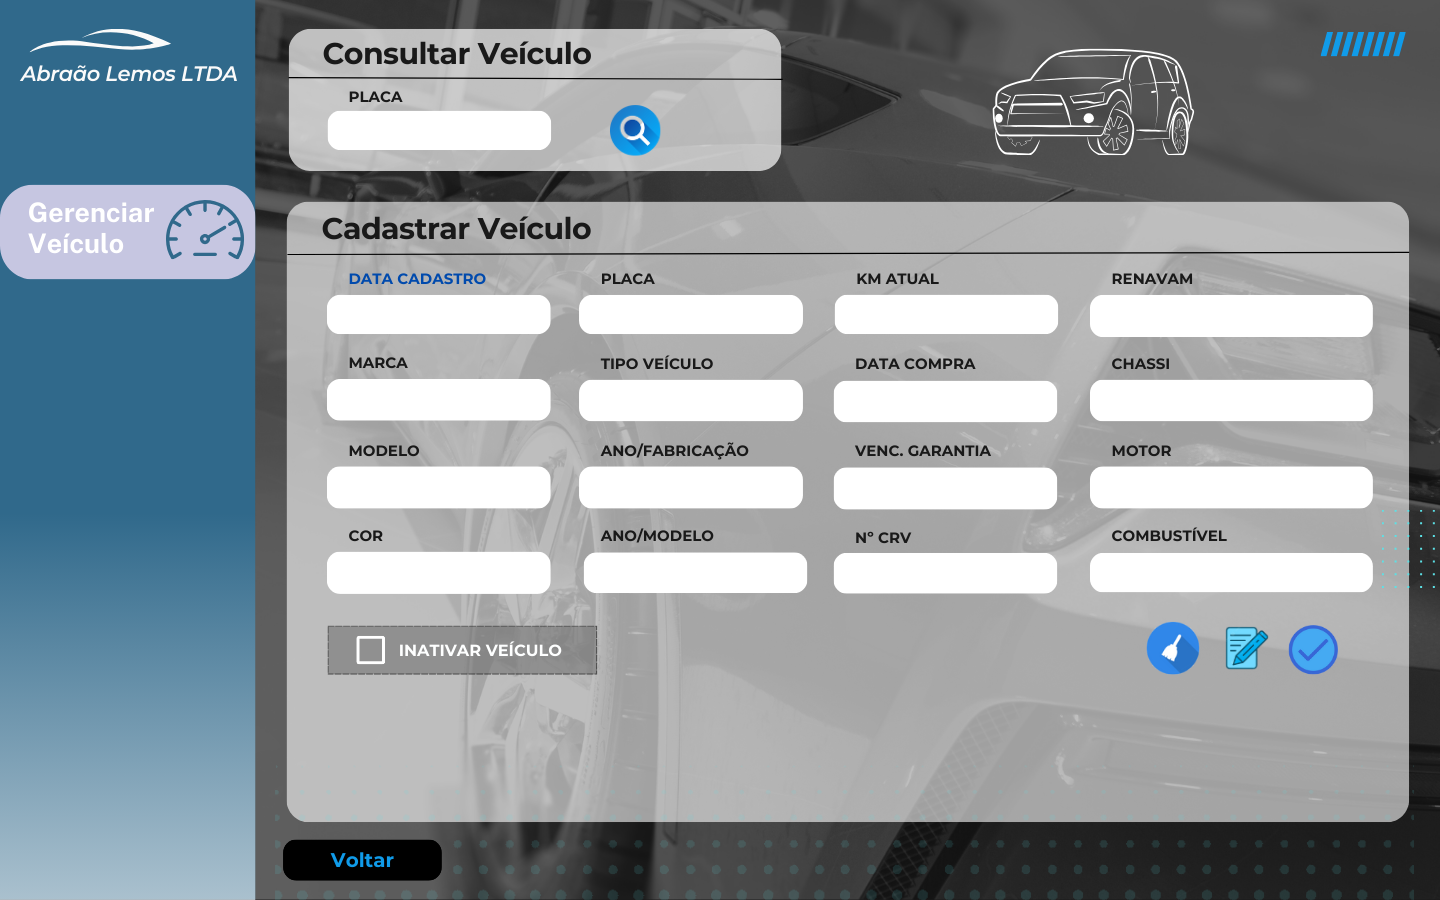 Abraão Lemos LTDA
Gerenciar
Veículo
Consultar Veículo
PLACA
Cadastrar Veículo
DATA CADASTRO
PLACA
KM ATUAL
RENAVAM
MARCA
TIPO VEÍCULO
DATA COMPRA
CHASSI
MODELO
ANO/FABRICAÇÃO
VENC. GARANTIA
MOTOR
COR
ANO/MODELO
Nº CRV
COMBUSTÍVEL
INATIVAR VEÍCULO
Voltar